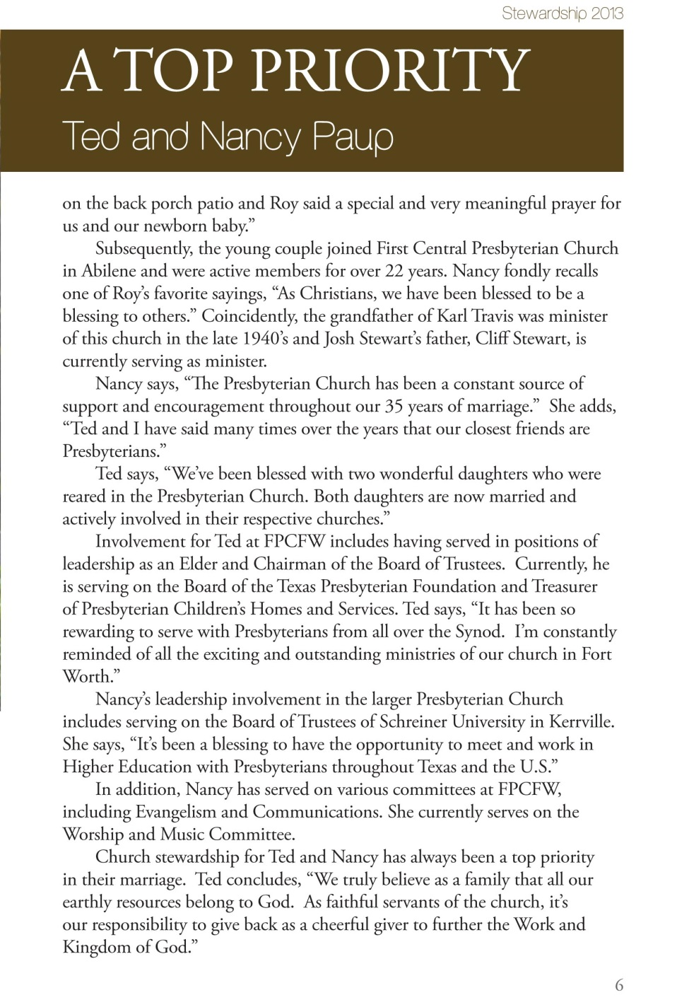 Stewardship 2013
A TOP PRIORITY
Ted and Nancy Paup
on the back porch patio and Roy said a special and very meaningful prayer for
us and our newborn baby.”
Subsequently, the young couple joined First Central Presbyterian Church
in Abilene and were active members for over 22 years. Nancy fondly recalls
one of Roy’s favorite sayings, “As Christians, we have been blessed to be a
blessing to others.” Coincidently, the grandfather of Karl Travis was minister
of this church in the late 1940’s and Josh Stewart’s father, Cliff Stewart, is
currently serving as minister.
Nancy says, “The Presbyterian Church has been a constant source of
support and encouragement throughout our 35 years of marriage.”  She adds,
“Ted and I have said many times over the years that our closest friends are
Presbyterians.”
Ted says, “We’ve been blessed with two wonderful daughters who were
reared in the Presbyterian Church. Both daughters are now married and
actively involved in their respective churches.”
Involvement for Ted at FPCFW includes having served in positions of
leadership as an Elder and Chairman of the Board of Trustees.  Currently, he
is serving on the Board of the Texas Presbyterian Foundation and Treasurer
of Presbyterian Children’s Homes and Services. Ted says, “It has been so
rewarding to serve with Presbyterians from all over the Synod.  I’m constantly
reminded of all the exciting and outstanding ministries of our church in Fort
Worth.”
Nancy’s leadership involvement in the larger Presbyterian Church
includes serving on the Board of Trustees of Schreiner University in Kerrville.
She says, “It’s been a blessing to have the opportunity to meet and work in
Higher Education with Presbyterians throughout Texas and the U.S.”
In addition, Nancy has served on various committees at FPCFW,
including Evangelism and Communications. She currently serves on the
Worship and Music Committee.
Church stewardship for Ted and Nancy has always been a top priority
in their marriage.  Ted concludes, “We truly believe as a family that all our
earthly resources belong to God.  As faithful servants of the church, it’s
our responsibility to give back as a cheerful giver to further the Work and
Kingdom of God.”
6